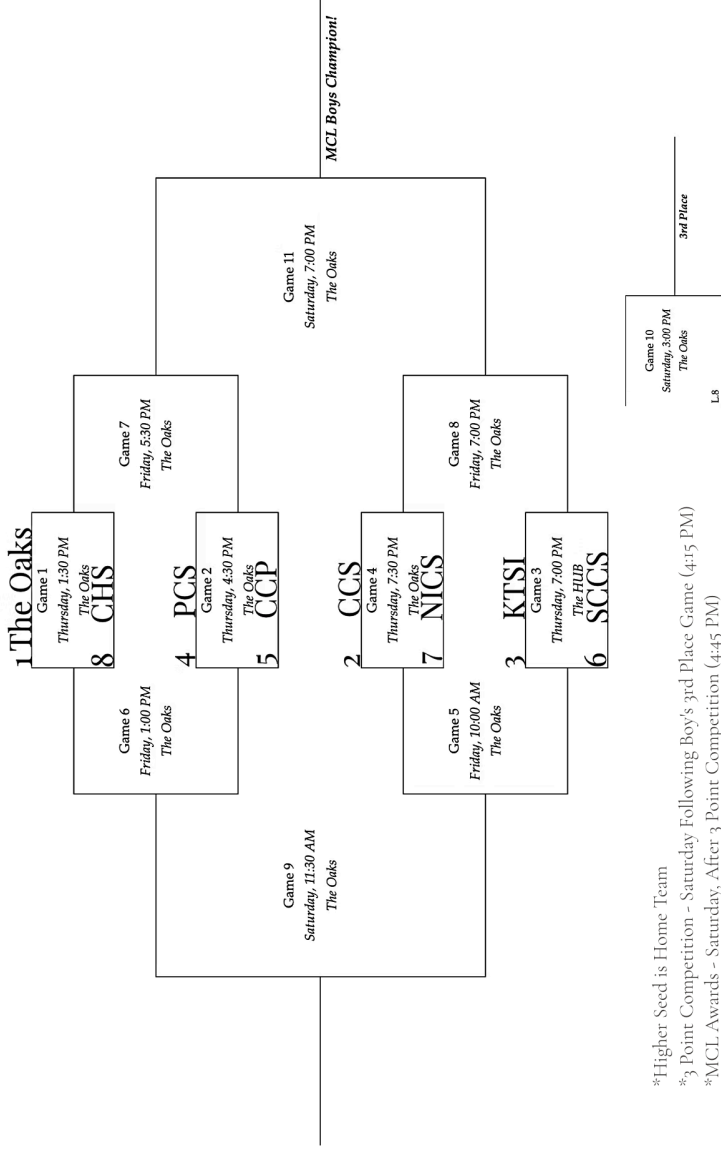 1 The Oaks
Game 1
Thursday, 1:30 PM
The Oaks
8 CHS
4 PCS
Game 2
Thursday, 4:30 PM
The Oaks
5 CCP
2 CCS
Game 4
Thursday, 7:30 PM
The Oaks
7 NICS
3 KTSI
Game 3
Thursday, 7:00 PM
The HUB
6 SCCS
Game 6
Friday, 1:00 PM
The Oaks
Game 5
Friday, 10:00 AM
The Oaks
Game 9
Saturday, 11:30 AM
The Oaks
Game 7
Friday, 5:30 PM
The Oaks
Game 8
Friday, 7:00 PM
The Oaks
Game 11
Saturday, 7:00 PM
The Oaks
MCL Boys Champion!
Game 10
Saturday, 3:00 PM
The Oaks
L8
3rd Place
*Higher Seed is Home Team
*3 Point Competition - Saturday Following Boy's 3rd Place Game (4:15 PM)
*MCL Awards - Saturday, After 3 Point Competition (4:45 PM)